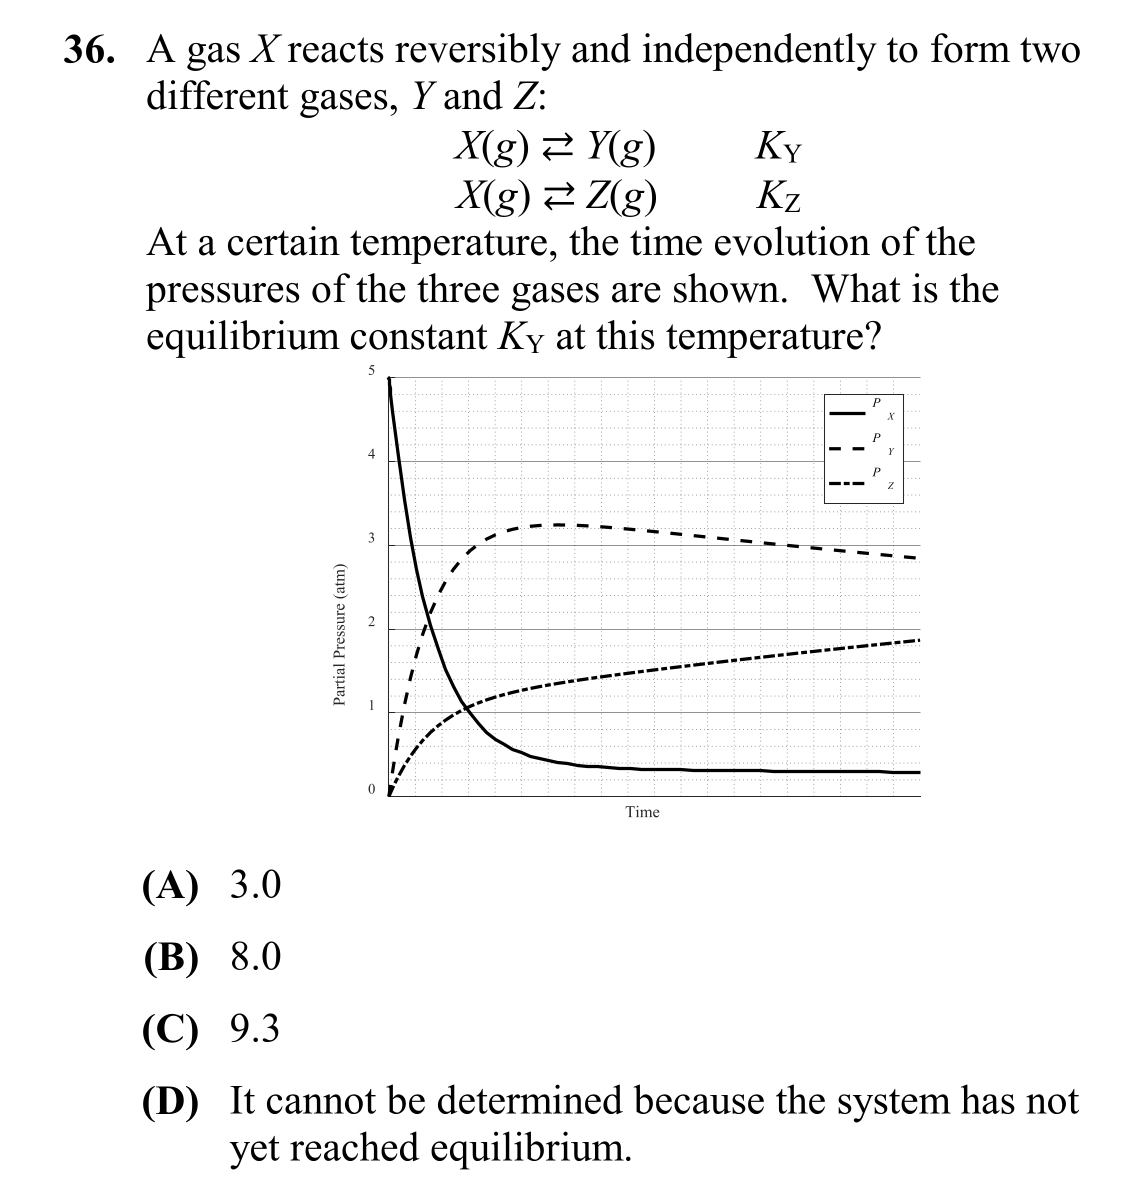 36. A gas X reacts reversibly and independently to form two
different gases, Y and Z:
X(g) ⇄ Y(g) K_Y
X(g) ⇄ Z(g) K_Z
At a certain temperature, the time evolution of the
pressures of the three gases are shown. What is the
equilibrium constant K_Y at this temperature?
5
4
3
2
1
0
Partial Pressure (atm)
Time
P_X
P_Y
P_Z
(A) 3.0
(B) 8.0
(C) 9.3
(D) It cannot be determined because the system has not
yet reached equilibrium.